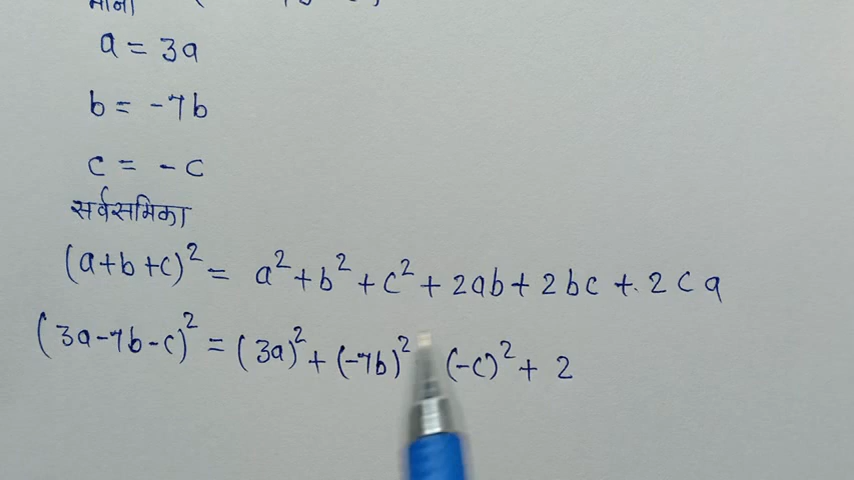 माना
a = 3a
b = -7b
c = -c
सर्वसमिका
(a+b+c)² = a²+b²+c²+2ab+2bc+2ca
(3a-7b-c)² = (3a)²+(-7b)² (-c)²+2